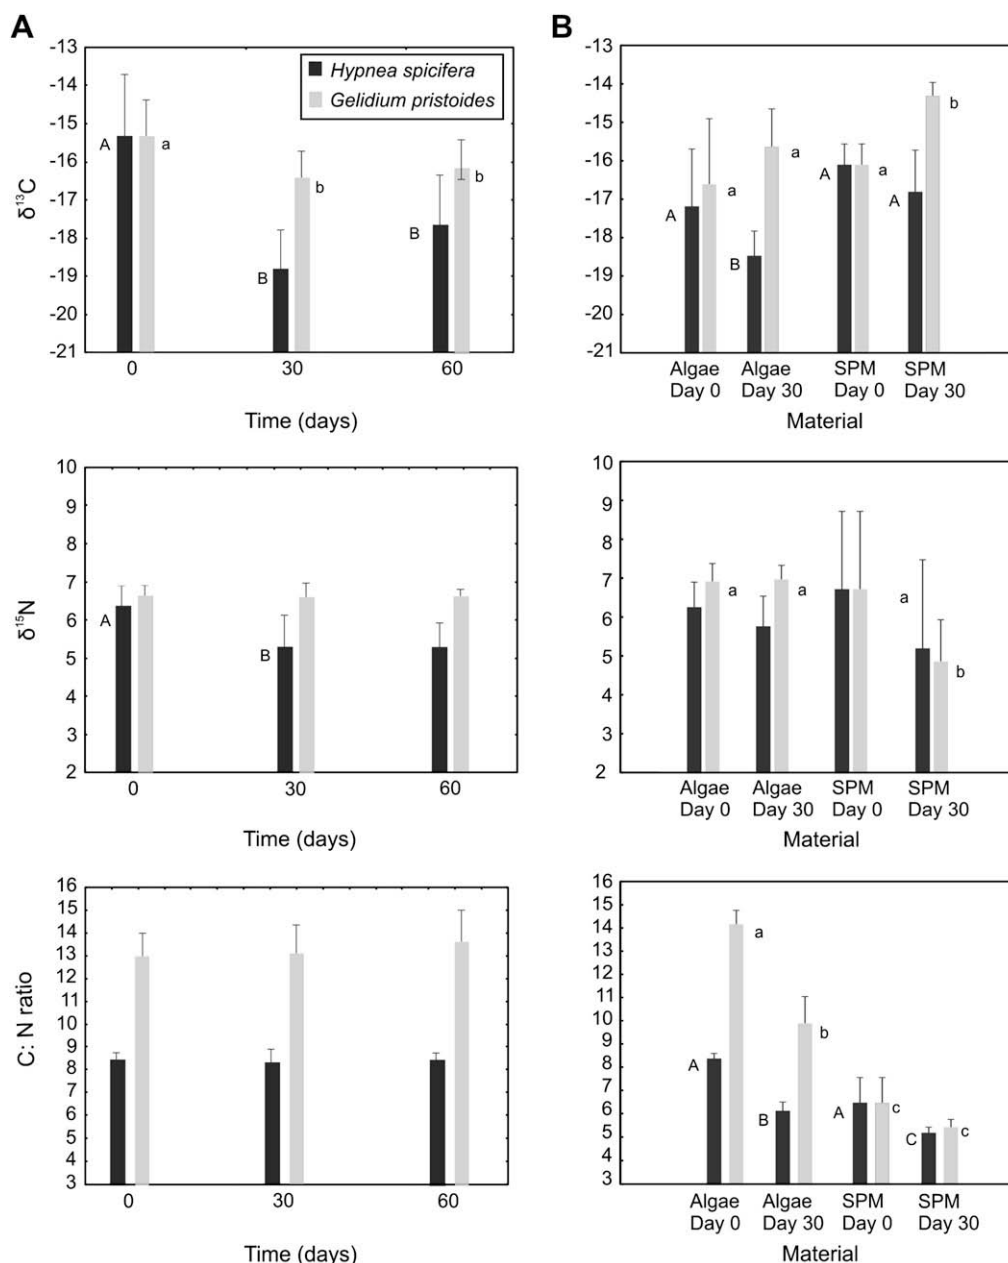 A
B
-13
-14
-15
-16
-17
-18
-19
-20
-21
δ13C
Hypnea spicifera
Gelidium pristoides
A
a
B
b
B
b
0
30
60
Time (days)
-13
-14
-15
-16
-17
-18
-19
-20
-21
A
a
B
a
A
a
A
b
Algae Day 0
Algae Day 30
SPM Day 0
SPM Day 30
Material
10
9
8
7
6
5
4
3
2
δ15N
A
B
0
30
60
Time (days)
10
9
8
7
6
5
4
3
2
a
a
a
b
Algae Day 0
Algae Day 30
SPM Day 0
SPM Day 30
Material
16
15
14
13
12
11
10
9
8
7
6
5
4
3
C: N ratio
0
30
60
Time (days)
16
15
14
13
12
11
10
9
8
7
6
5
4
3
A
a
B
b
A
c
C
c
Algae Day 0
Algae Day 30
SPM Day 0
SPM Day 30
Material